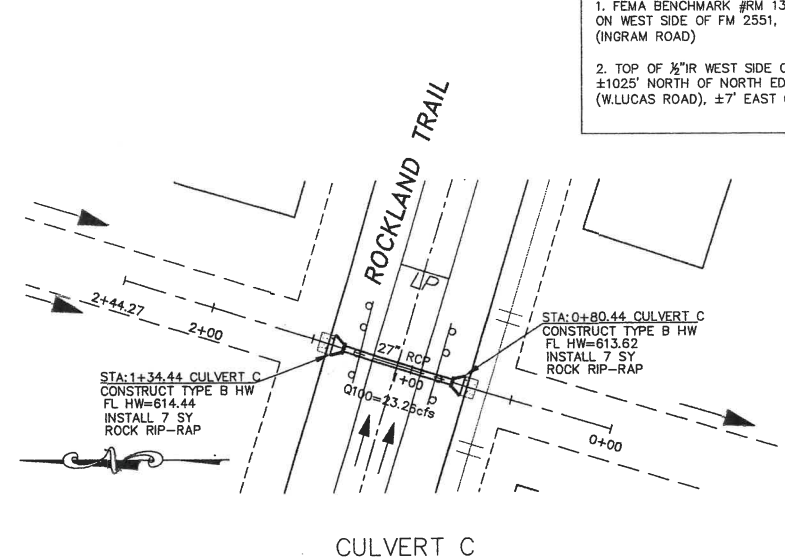 1. FEMA BENCHMARK #RM 13
ON WEST SIDE OF FM 2551,
(INGRAM ROAD)
2. TOP OF ½"IR WEST SIDE
±1025' NORTH OF NORTH ED
(W.LUCAS ROAD), ±7' EAST
ROCKLAND TRAIL
2+44.27
2+00
27" RCP
1+00
Q100=23.26cfs
0+00
STA:0+80.44 CULVERT C
CONSTRUCT TYPE B HW
FL HW=613.62
INSTALL 7 SY
ROCK RIP-RAP
STA:1+34.44 CULVERT C
CONSTRUCT TYPE B HW
FL HW=614.44
INSTALL 7 SY
ROCK RIP-RAP
CULVERT C